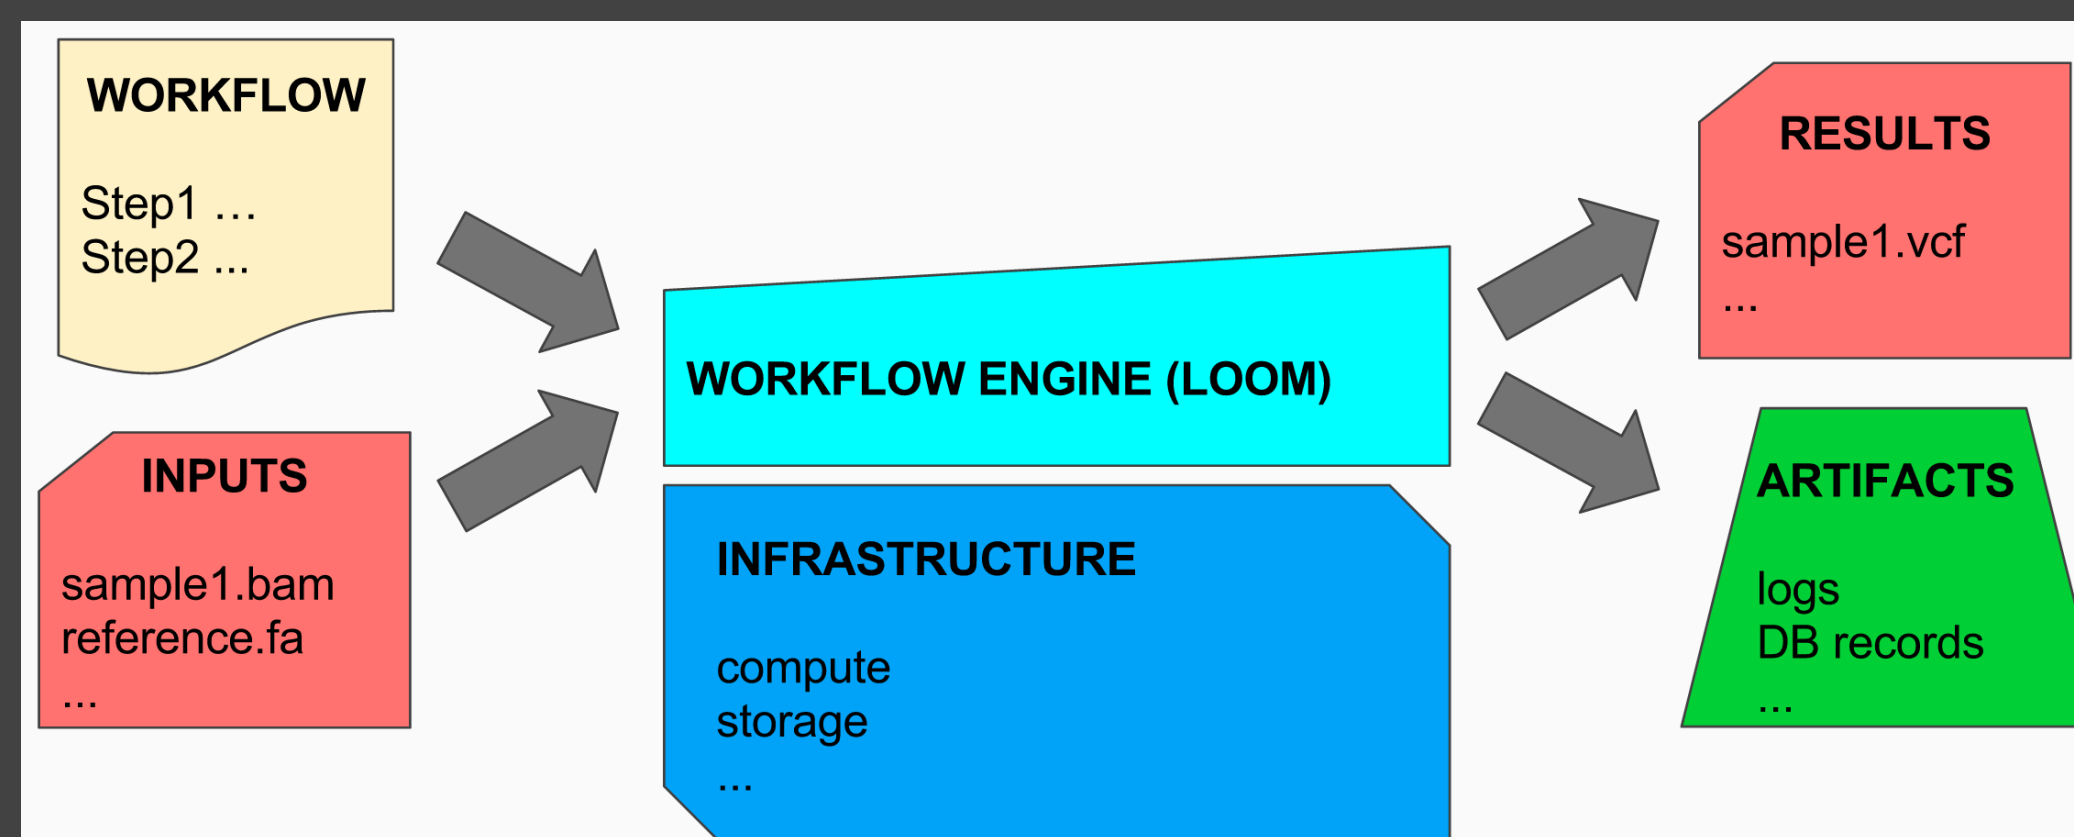 WORKFLOW
Step1 …
Step2 ...
INPUTS
sample1.bam
reference.fa
...
WORKFLOW ENGINE (LOOM)
INFRASTRUCTURE
compute
storage
...
RESULTS
sample1.vcf
...
ARTIFACTS
logs
DB records
...